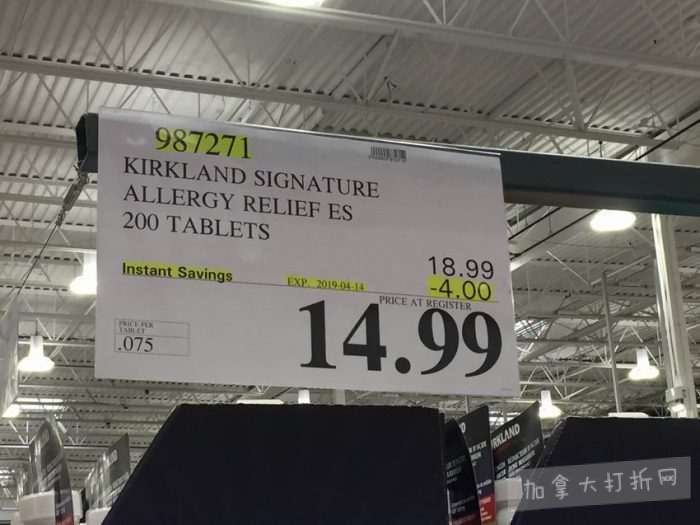 987271
KIRKLAND SIGNATURE
ALLERGY RELIEF ES
200 TABLETS
18.99
Instant Savings EXP. 2019-04-14 -4.00
PRICE AT REGISTER
14.99
PRICE PER
TABLET
.075
KIRKLAND
加拿大打折网